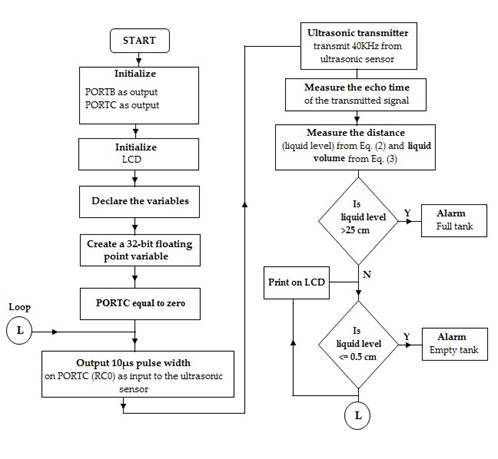 START
Initialize
PORTB as output
PORTC as output
Initialize
LCD
Declare the variables
Create a 32-bit floating
point variable
PORTC equal to zero
Loop
L
Output 10µs pulse width
on PORTC (RC0) as input to the ultrasonic
sensor
Ultrasonic transmitter
transmit 40KHz from
ultrasonic sensor
Measure the echo time
of the transmitted signal
Measure the distance
(liquid level) from Eq. (2) and liquid
volume from Eq. (3)
Is
liquid level
>25 cm
Y
Alarm
Full tank
N
Print on LCD
Is
liquid level
<= 0.5 cm
Y
Alarm
Empty tank
L